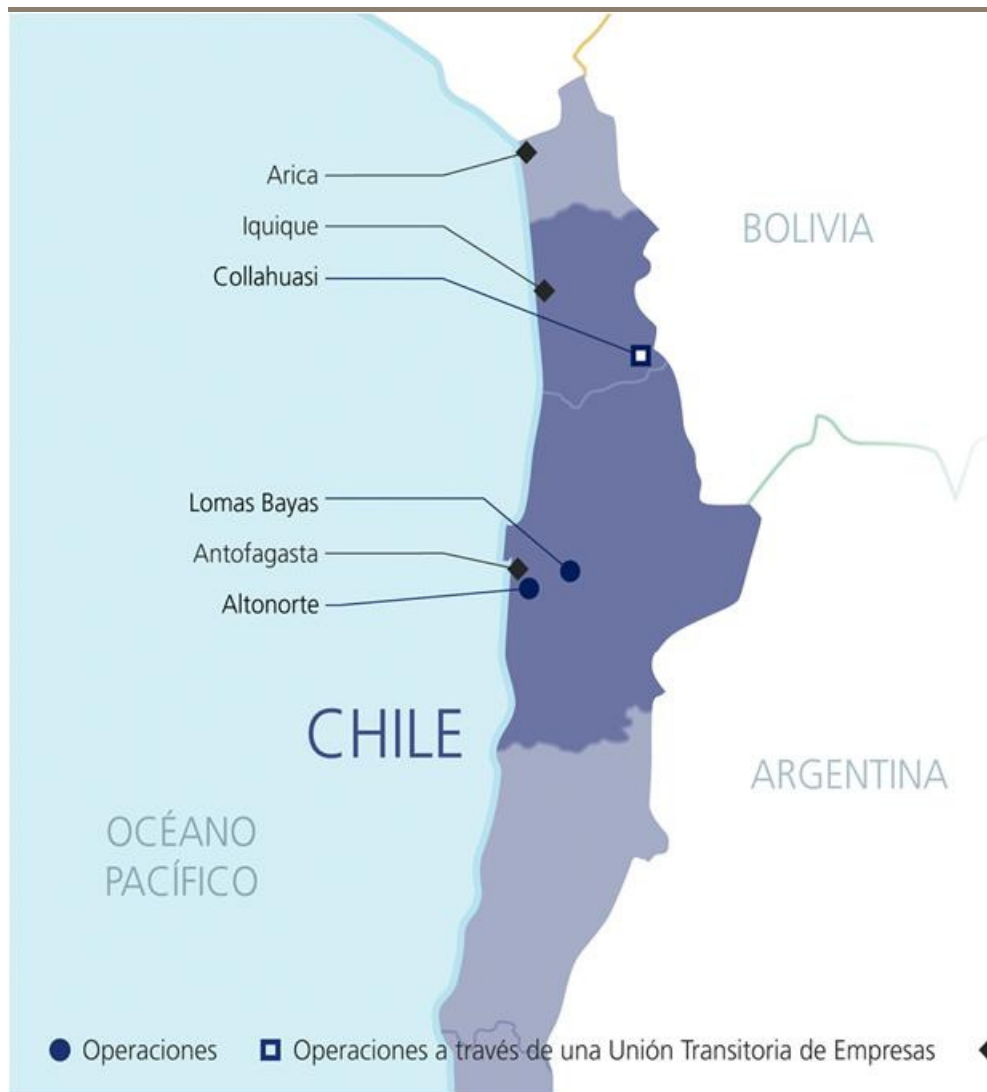 Arica
Iquique
Collahuasi
BOLIVIA
Lomas Bayas
Antofagasta
Altonorte
CHILE
ARGENTINA
OCÉANO
PACÍFICO
Operaciones
Operaciones a través de una Unión Transitoria de Empresas